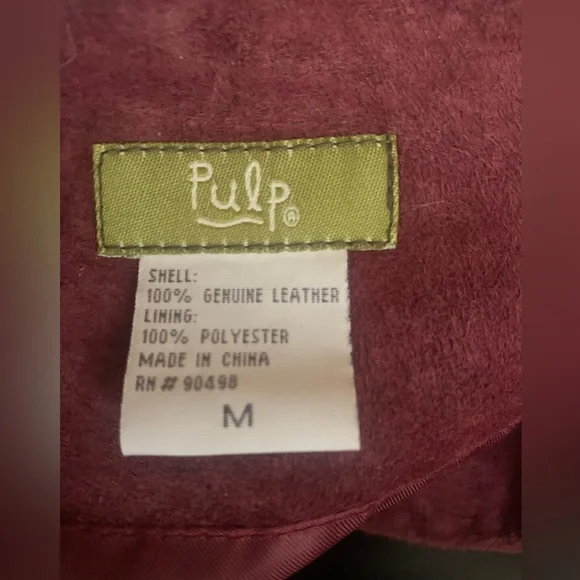 Pulp®
SHELL:
100% GENUINE LEATHER
LINING:
100% POLYESTER
MADE IN CHINA
RN # 90498
M